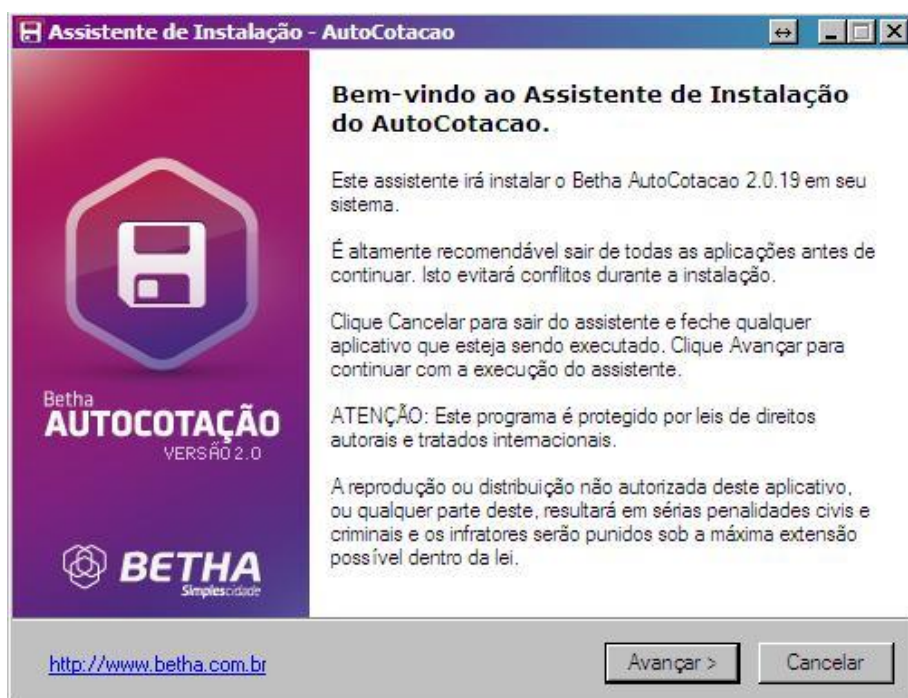 Assistente de Instalação - AutoCotacao
Bem-vindo ao Assistente de Instalação
do AutoCotacao.
Este assistente irá instalar o Betha AutoCotacao 2.0.19 em seu
sistema.
É altamente recomendável sair de todas as aplicações antes de
continuar. Isto evitará conflitos durante a instalação.
Clique Cancelar para sair do assistente e feche qualquer
aplicativo que esteja sendo executado. Clique Avançar para
continuar com a execução do assistente.
ATENÇÃO: Este programa é protegido por leis de direitos
autorais e tratados internacionais.
A reprodução ou distribuição não autorizada deste aplicativo,
ou qualquer parte deste, resultará em sérias penalidades civis e
criminais e os infratores serão punidos sob a máxima extensão
possível dentro da lei.
Betha
AUTOCOTAÇÃO
VERSÃO 2.0
BETHA
Simplescidade
http://www.betha.com.br
Avançar >
Cancelar